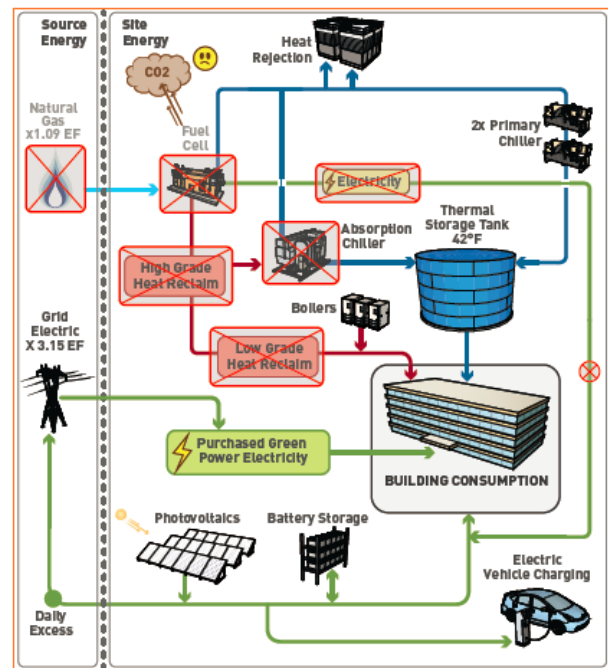 Source
Energy
Site
Energy
CO2
Heat
Rejection
Natural
Gas
x1.09 EF
Fuel
Cell
2x Primary
Chiller
Electricity
Absorption
Chiller
Thermal
Storage Tank
42°F
High Grade
Heat Reclaim
Boilers
Grid
Electric
X 3.15 EF
Low Grade
Heat Reclaim
Purchased Green
Power Electricity
BUILDING CONSUMPTION
Photovoltaics
Battery Storage
Electric
Vehicle Charging
Daily
Excess